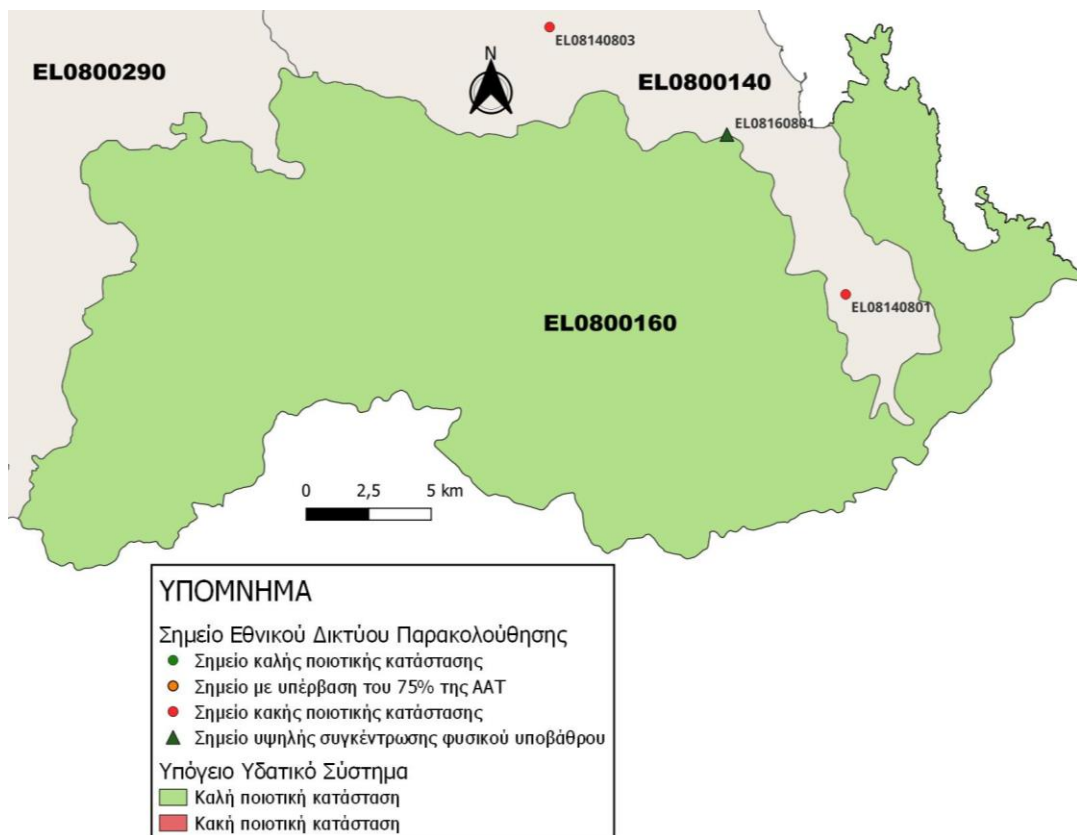 EL08140803
EL0800290
N
EL0800140
EL08160801
EL08140801
EL0800160
0 2,5 5 km
ΥΠΟΜΝΗΜΑ
Σημείο Εθνικού Δικτύου Παρακολούθησης
Σημείο καλής ποιοτικής κατάστασης
Σημείο με υπέρβαση του 75% της ΑΑΤ
Σημείο κακής ποιοτικής κατάστασης
Σημείο υψηλής συγκέντρωσης φυσικού υποβάθρου
Υπόγειο Υδατικό Σύστημα
Καλή ποιοτική κατάσταση
Κακή ποιοτική κατάσταση